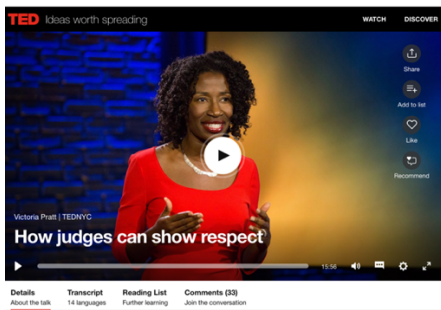 TED Ideas worth spreading WATCH DISCOVER
Share
Add to list
Like
Recommend
Victoria Pratt | TEDNYC
How judges can show respect
15:56
Details Transcript Reading List Comments (33)
About the talk 14 languages Further learning Join the conversation